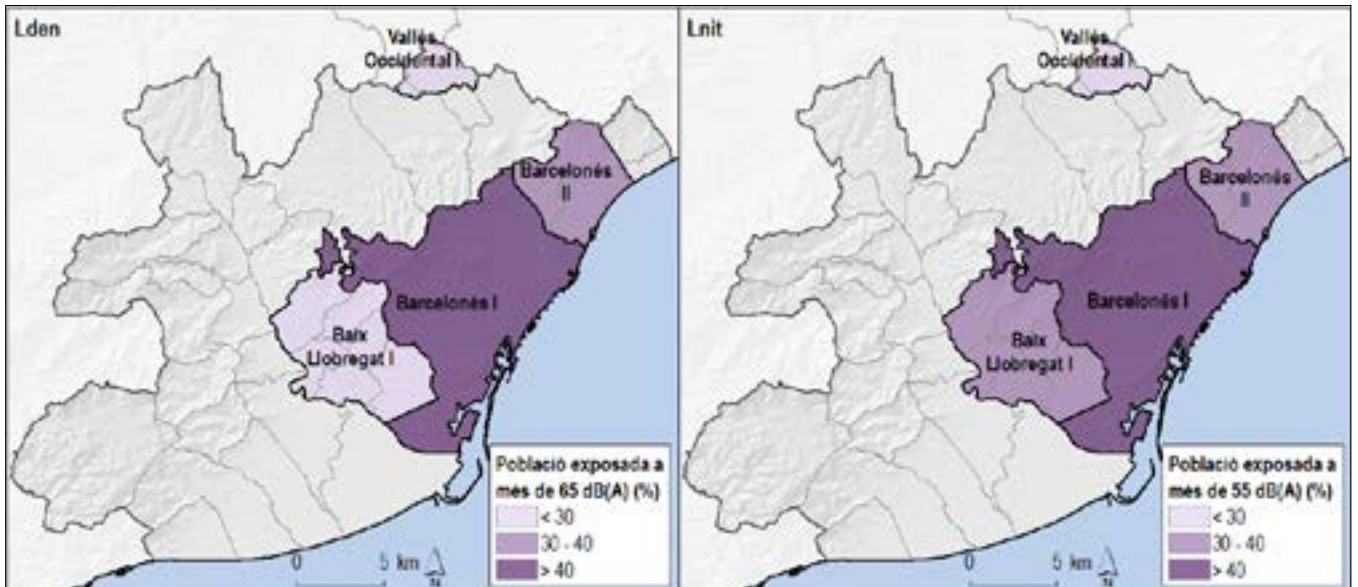 Lden
Vallès
Occidental I
Barcelonès
II
Barcelonès I
Baix
Llobregat I
Població exposada a
més de 65 dB(A) (%)
< 30
30 - 40
> 40
0 5 km
N
Lnit
Vallès
Occidental I
Barcelonès
II
Barcelonès I
Baix
Llobregat I
Població exposada a
més de 55 dB(A) (%)
< 30
30 - 40
> 40
0 5 km
N